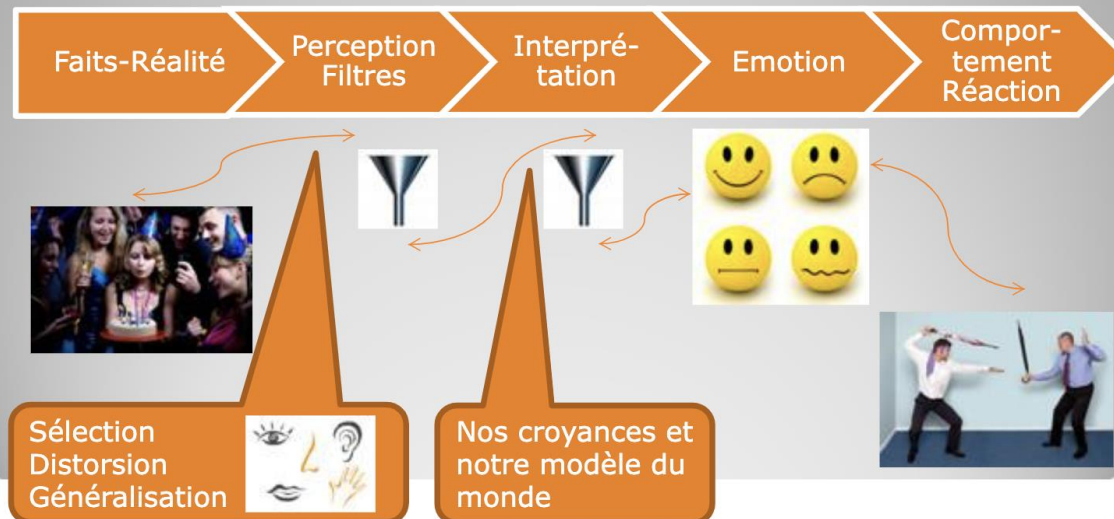 Faits-Réalité
Perception
Filtres
Interpré-
tation
Emotion
Compor-
tement
Réaction
Sélection
Distorsion
Généralisation
Nos croyances et
notre modèle du
monde